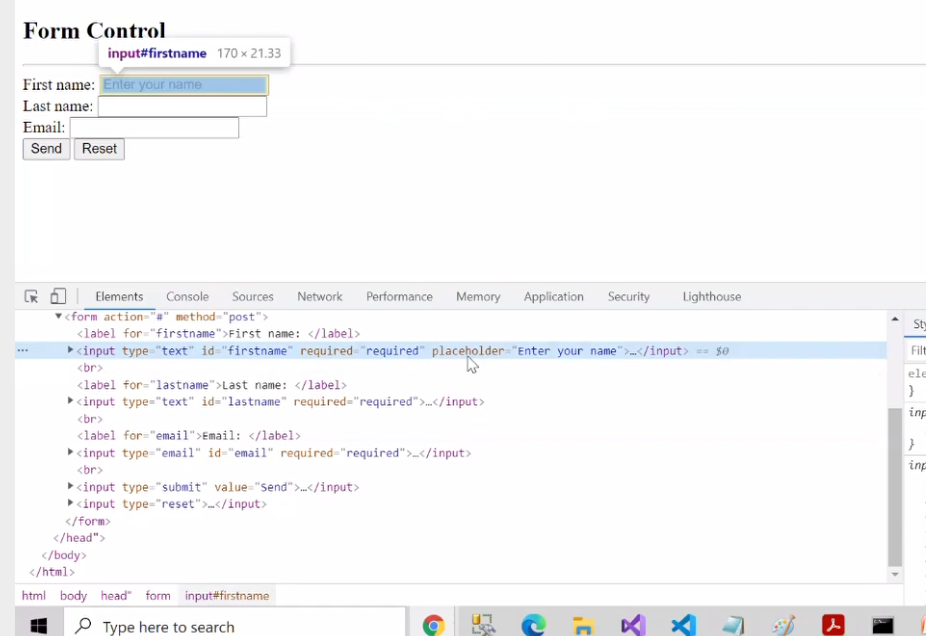 Form Control
input#firstname 170 × 21.33
First name: Enter your name
Last name:
Email:
Send Reset
Elements Console Sources Network Performance Memory Application Security Lighthouse
▼<form action="#" method="post">
<label for="firstname">First name: </label>
… ▶<input type="text" id="firstname" required="required" placeholder="Enter your name">…</input> == $0
<br>
<label for="lastname">Last name: </label>
▶<input type="text" id="lastname" required="required">…</input>
<br>
<label for="email">Email: </label>
▶<input type="email" id="email" required="required">…</input>
<br>
▶<input type="submit" value="Send">…</input>
▶<input type="reset">…</input>
</form>
</head">
</body>
</html>
Sty
Filt
ele
}
inp
}
inp
html body head" form input#firstname
Type here to search